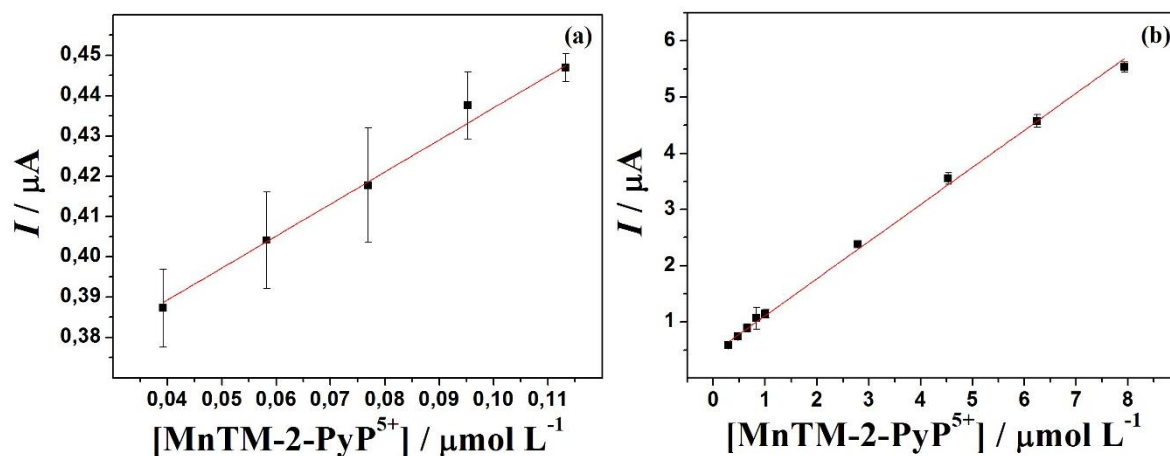 (a)
0,45
0,44
0,43
0,42
0,41
0,40
0,39
0,38
I / μA
0,04 0,05 0,06 0,07 0,08 0,09 0,10 0,11
[MnTM-2-PyP⁵⁺] / μmol L⁻¹
(b)
6
5
4
3
2
1
I / μA
0 1 2 3 4 5 6 7 8
[MnTM-2-PyP⁵⁺] / μmol L⁻¹